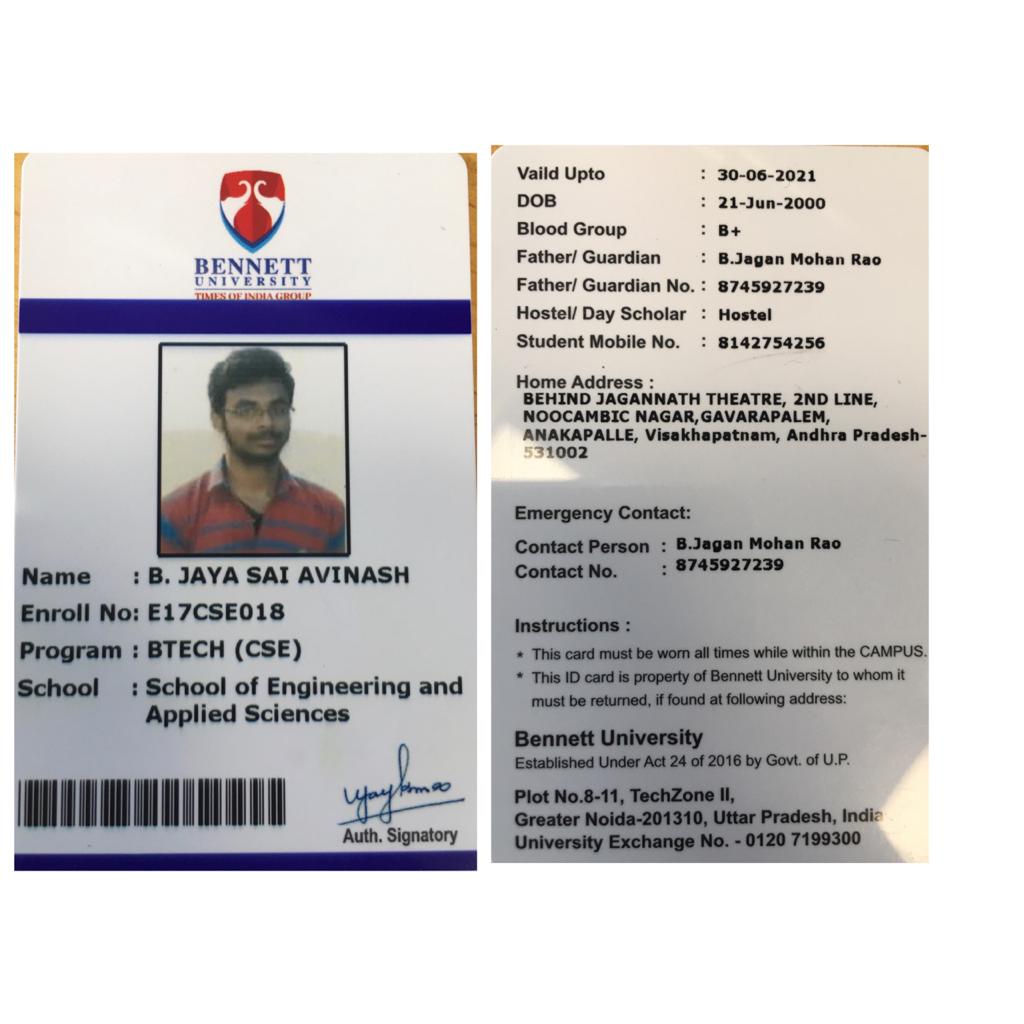 BENNETT
UNIVERSITY
TIMES OF INDIA GROUP
Name : B. JAYA SAI AVINASH
Enroll No: E17CSE018
Program : BTECH (CSE)
School : School of Engineering and
Applied Sciences
Auth. Signatory
Vaild Upto : 30-06-2021
DOB : 21-Jun-2000
Blood Group : B+
Father/ Guardian : B.Jagan Mohan Rao
Father/ Guardian No. : 8745927239
Hostel/ Day Scholar : Hostel
Student Mobile No. : 8142754256
Home Address :
BEHIND JAGANNATH THEATRE, 2ND LINE,
NOOCAMBIC NAGAR,GAVARAPALEM,
ANAKAPALLE, Visakhapatnam, Andhra Pradesh-
531002
Emergency Contact:
Contact Person : B.Jagan Mohan Rao
Contact No. : 8745927239
Instructions :
* This card must be worn all times while within the CAMPUS.
* This ID card is property of Bennett University to whom it
must be returned, if found at following address:
Bennett University
Established Under Act 24 of 2016 by Govt. of U.P.
Plot No.8-11, TechZone II,
Greater Noida-201310, Uttar Pradesh, India
University Exchange No. - 0120 7199300